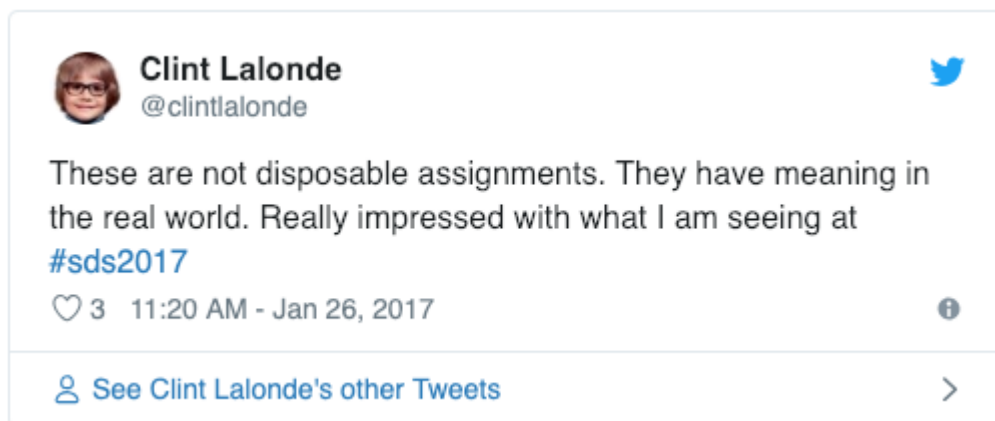 Clint Lalonde
@clintlalonde
These are not disposable assignments. They have meaning in
the real world. Really impressed with what I am seeing at
#sds2017
3 11:20 AM - Jan 26, 2017
See Clint Lalonde's other Tweets